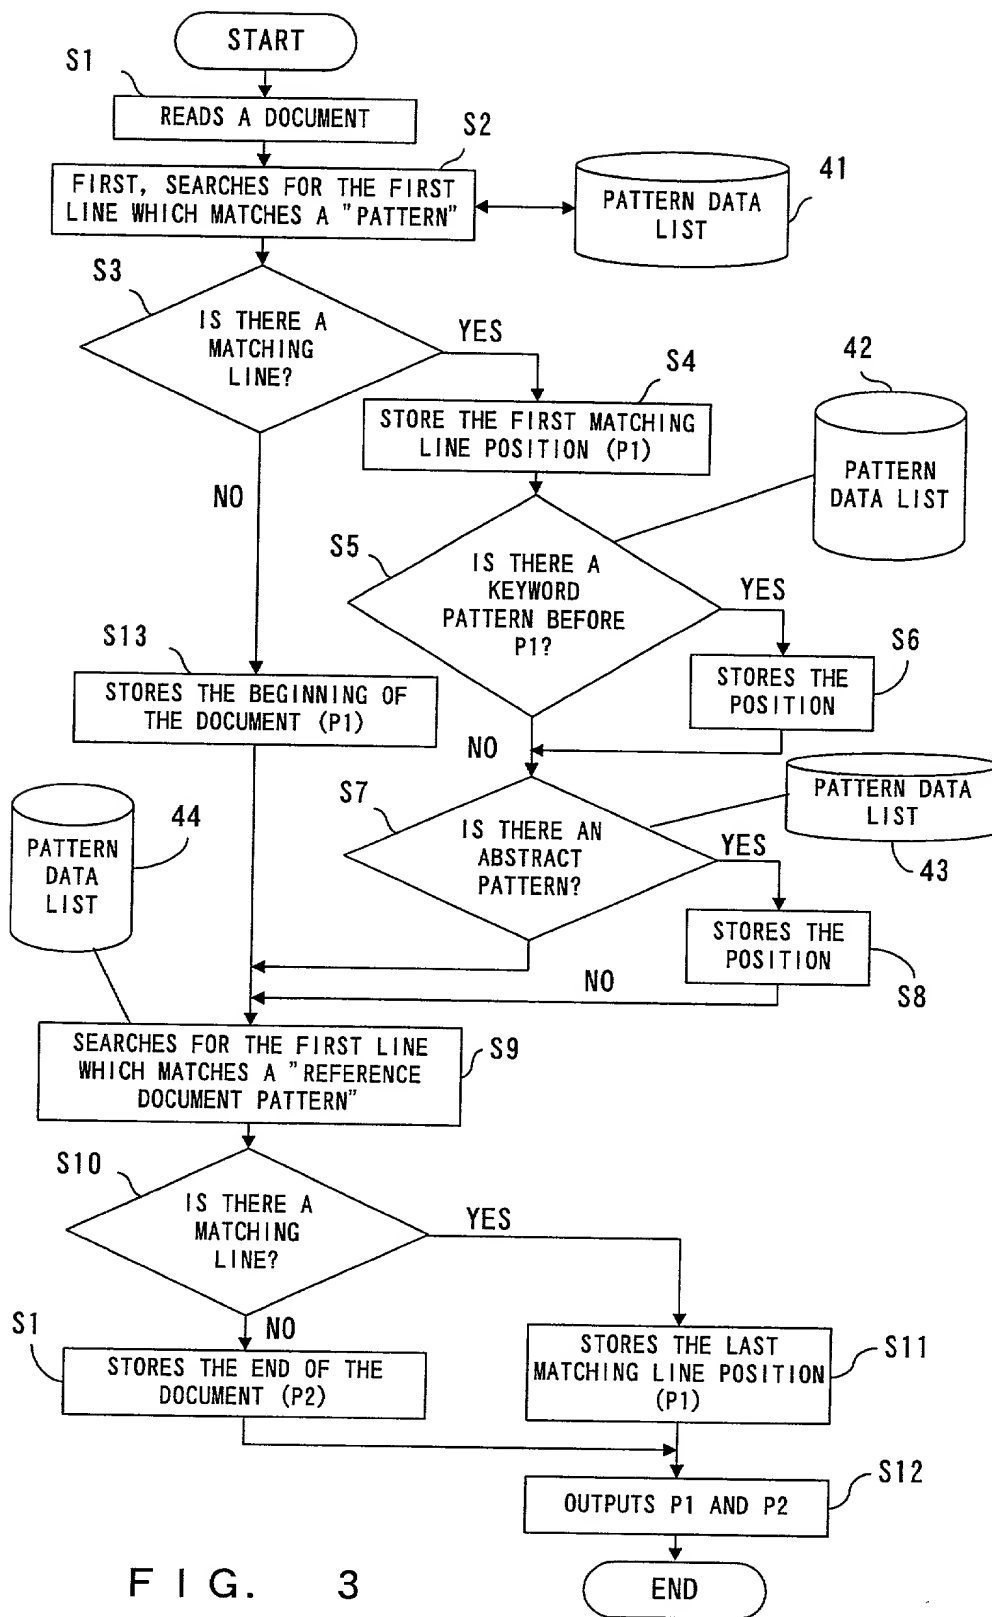 START
S1
READS A DOCUMENT
S2
FIRST, SEARCHES FOR THE FIRST
LINE WHICH MATCHES A "PATTERN"
PATTERN DATA
LIST
41
S3
IS THERE A
MATCHING
LINE?
YES
NO
S4
STORE THE FIRST MATCHING
LINE POSITION (P1)
42
PATTERN
DATA LIST
S5
IS THERE A
KEYWORD
PATTERN BEFORE
P1?
YES
NO
S6
STORES THE
POSITION
S13
STORES THE BEGINNING OF
THE DOCUMENT (P1)
S7
IS THERE AN
ABSTRACT
PATTERN?
YES
PATTERN DATA
LIST
43
44
PATTERN
DATA
LIST
STORES THE
POSITION
S8
NO
SEARCHES FOR THE FIRST LINE
WHICH MATCHES A "REFERENCE
DOCUMENT PATTERN"
S9
S10
IS THERE A
MATCHING
LINE?
YES
NO
S1
STORES THE END OF THE
DOCUMENT (P2)
STORES THE LAST
MATCHING LINE POSITION
(P1)
S11
OUTPUTS P1 AND P2
S12
END
FIG. 3